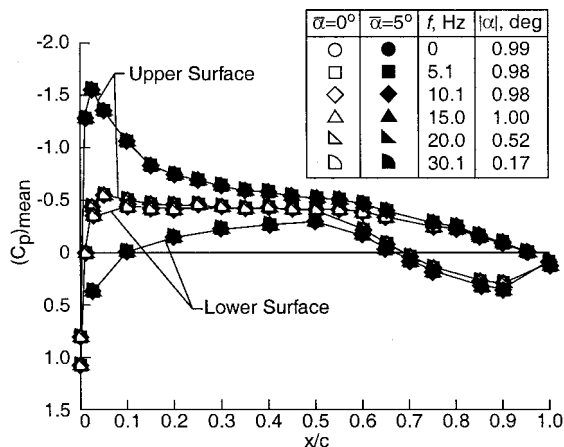 ᾱ=0° ᾱ=5° f, Hz |α|, deg
0 0.99
5.1 0.98
10.1 0.98
15.0 1.00
20.0 0.52
30.1 0.17
Upper Surface
Lower Surface
(Cp)mean
-2.0
-1.5
-1.0
-0.5
0
0.5
1.0
1.5
0 0.1 0.2 0.3 0.4 0.5 0.6 0.7 0.8 0.9 1.0
x/c